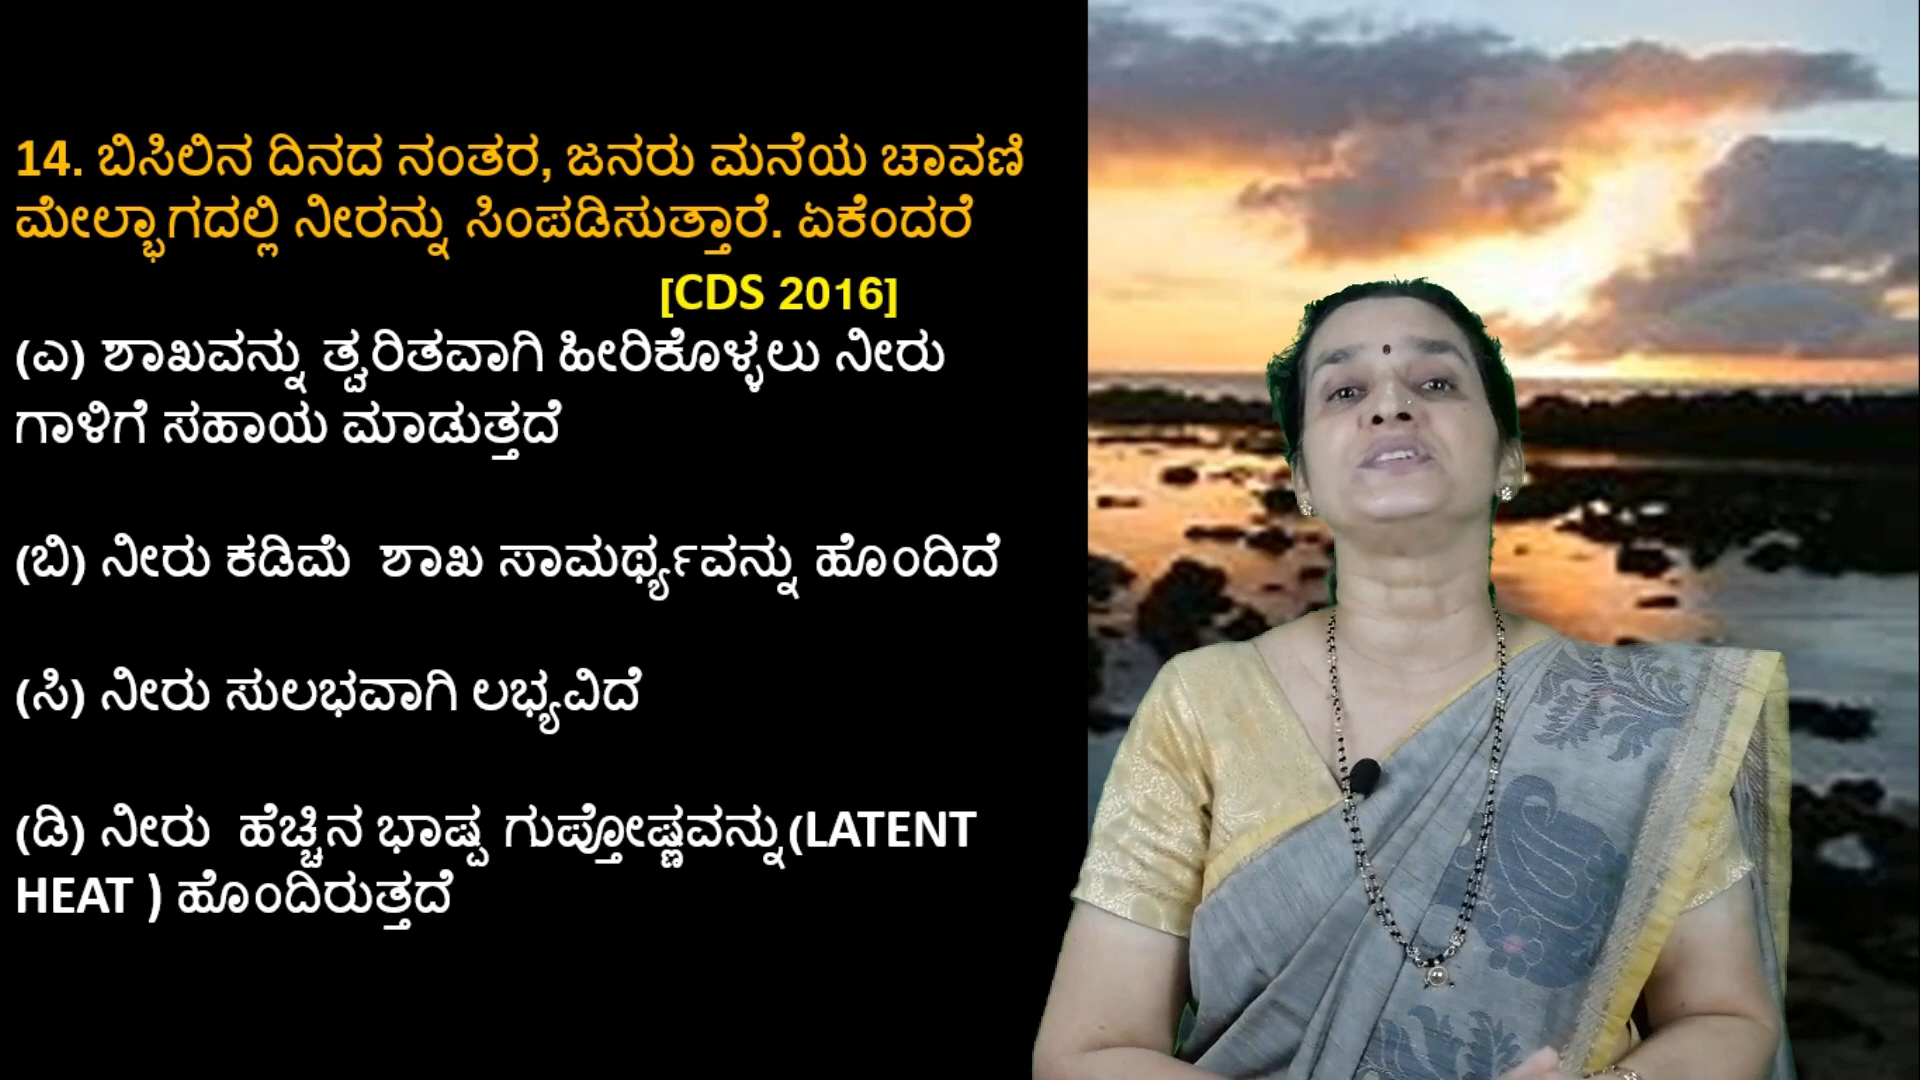 14. ಬಿಸಿಲಿನ ದಿನದ ನಂತರ, ಜನರು ಮನೆಯ ಚಾವಣಿ
ಮೇಲ್ಭಾಗದಲ್ಲಿ ನೀರನ್ನು ಸಿಂಪಡಿಸುತ್ತಾರೆ. ಏಕೆಂದರೆ
[CDS 2016]
(ಎ) ಶಾಖವನ್ನು ತ್ವರಿತವಾಗಿ ಹೀರಿಕೊಳ್ಳಲು ನೀರು
ಗಾಳಿಗೆ ಸಹಾಯ ಮಾಡುತ್ತದೆ
(ಬಿ) ನೀರು ಕಡಿಮೆ ಶಾಖ ಸಾಮರ್ಥ್ಯವನ್ನು ಹೊಂದಿದೆ
(ಸಿ) ನೀರು ಸುಲಭವಾಗಿ ಲಭ್ಯವಿದೆ
(ಡಿ) ನೀರು ಹೆಚ್ಚಿನ ಭಾಷ್ಪ ಗುಪ್ತೋಷ್ಣವನ್ನು(LATENT
HEAT ) ಹೊಂದಿರುತ್ತದೆ